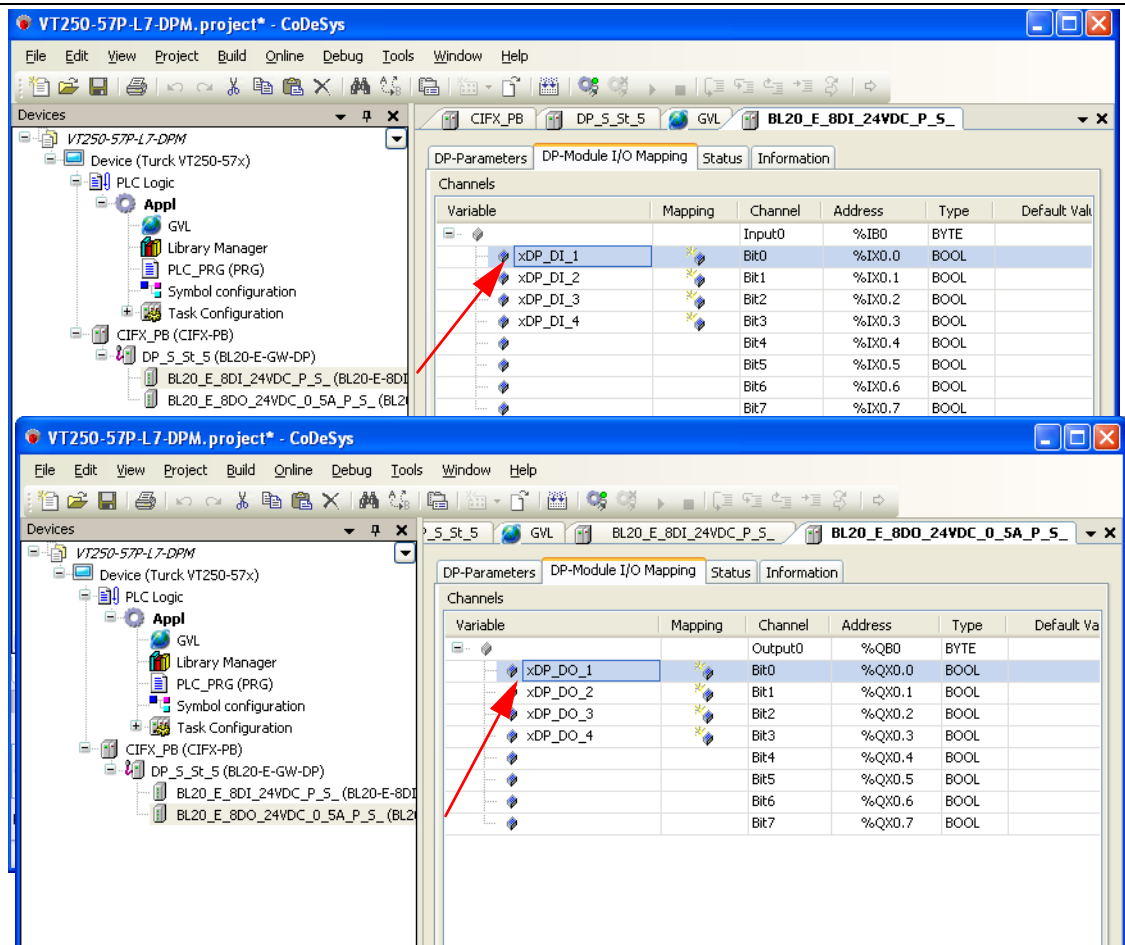 VT250-57P-L7-DPM.project* - CoDeSys
File Edit View Project Build Online Debug Tools Window Help
Devices
CIFX_PB DP_S_St_5 GVL BL20_E_8DI_24VDC_P_S_
VT250-57P-L7-DPM
Device (Turck VT250-57x)
PLC Logic
Appl
GVL
Library Manager
PLC_PRG (PRG)
Symbol configuration
Task Configuration
CIFX_PB (CIFX-PB)
DP_S_St_5 (BL20-E-GW-DP)
BL20_E_8DI_24VDC_P_S_ (BL20-E-8DI
BL20_E_8DO_24VDC_0_5A_P_S_ (BL2
DP-Parameters DP-Module I/O Mapping Status Information
Channels
Variable Mapping Channel Address Type Default Valu
Input0 %IB0 BYTE
xDP_DI_1 Bit0 %IX0.0 BOOL
xDP_DI_2 Bit1 %IX0.1 BOOL
xDP_DI_3 Bit2 %IX0.2 BOOL
xDP_DI_4 Bit3 %IX0.3 BOOL
Bit4 %IX0.4 BOOL
Bit5 %IX0.5 BOOL
Bit6 %IX0.6 BOOL
Bit7 %IX0.7 BOOL
VT250-57P-L7-DPM.project* - CoDeSys
File Edit View Project Build Online Debug Tools Window Help
Devices
_S_St_5 GVL BL20_E_8DI_24VDC_P_S_ BL20_E_8DO_24VDC_0_5A_P_S_
VT250-57P-L7-DPM
Device (Turck VT250-57x)
PLC Logic
Appl
GVL
Library Manager
PLC_PRG (PRG)
Symbol configuration
Task Configuration
CIFX_PB (CIFX-PB)
DP_S_St_5 (BL20-E-GW-DP)
BL20_E_8DI_24VDC_P_S_ (BL20-E-8DI
BL20_E_8DO_24VDC_0_5A_P_S_ (BL2
DP-Parameters DP-Module I/O Mapping Status Information
Channels
Variable Mapping Channel Address Type Default Va
Output0 %QB0 BYTE
xDP_DO_1 Bit0 %QX0.0 BOOL
xDP_DO_2 Bit1 %QX0.1 BOOL
xDP_DO_3 Bit2 %QX0.2 BOOL
xDP_DO_4 Bit3 %QX0.3 BOOL
Bit4 %QX0.4 BOOL
Bit5 %QX0.5 BOOL
Bit6 %QX0.6 BOOL
Bit7 %QX0.7 BOOL